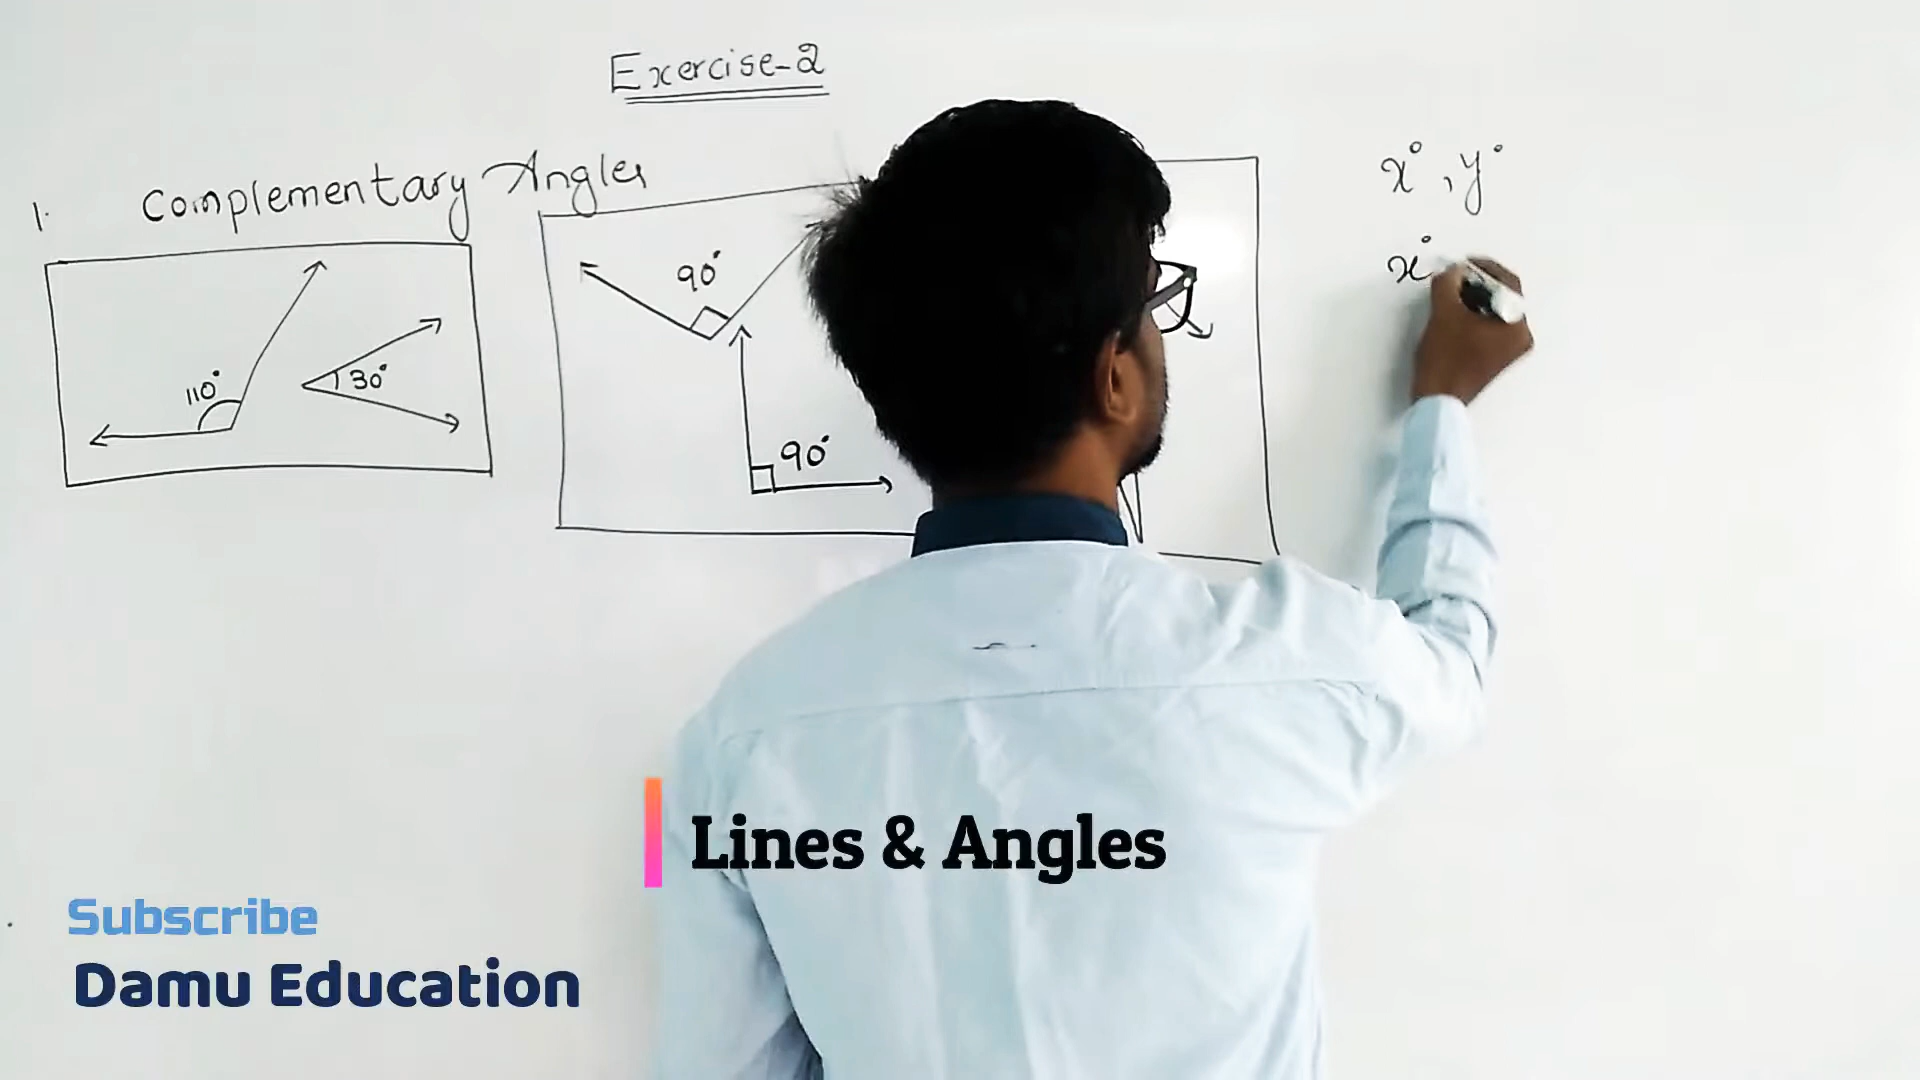 Exercise-2
1. Complementary Angles
110°
30°
90°
90°
x°, y°
x°
Lines & Angles
Subscribe
Damu Education